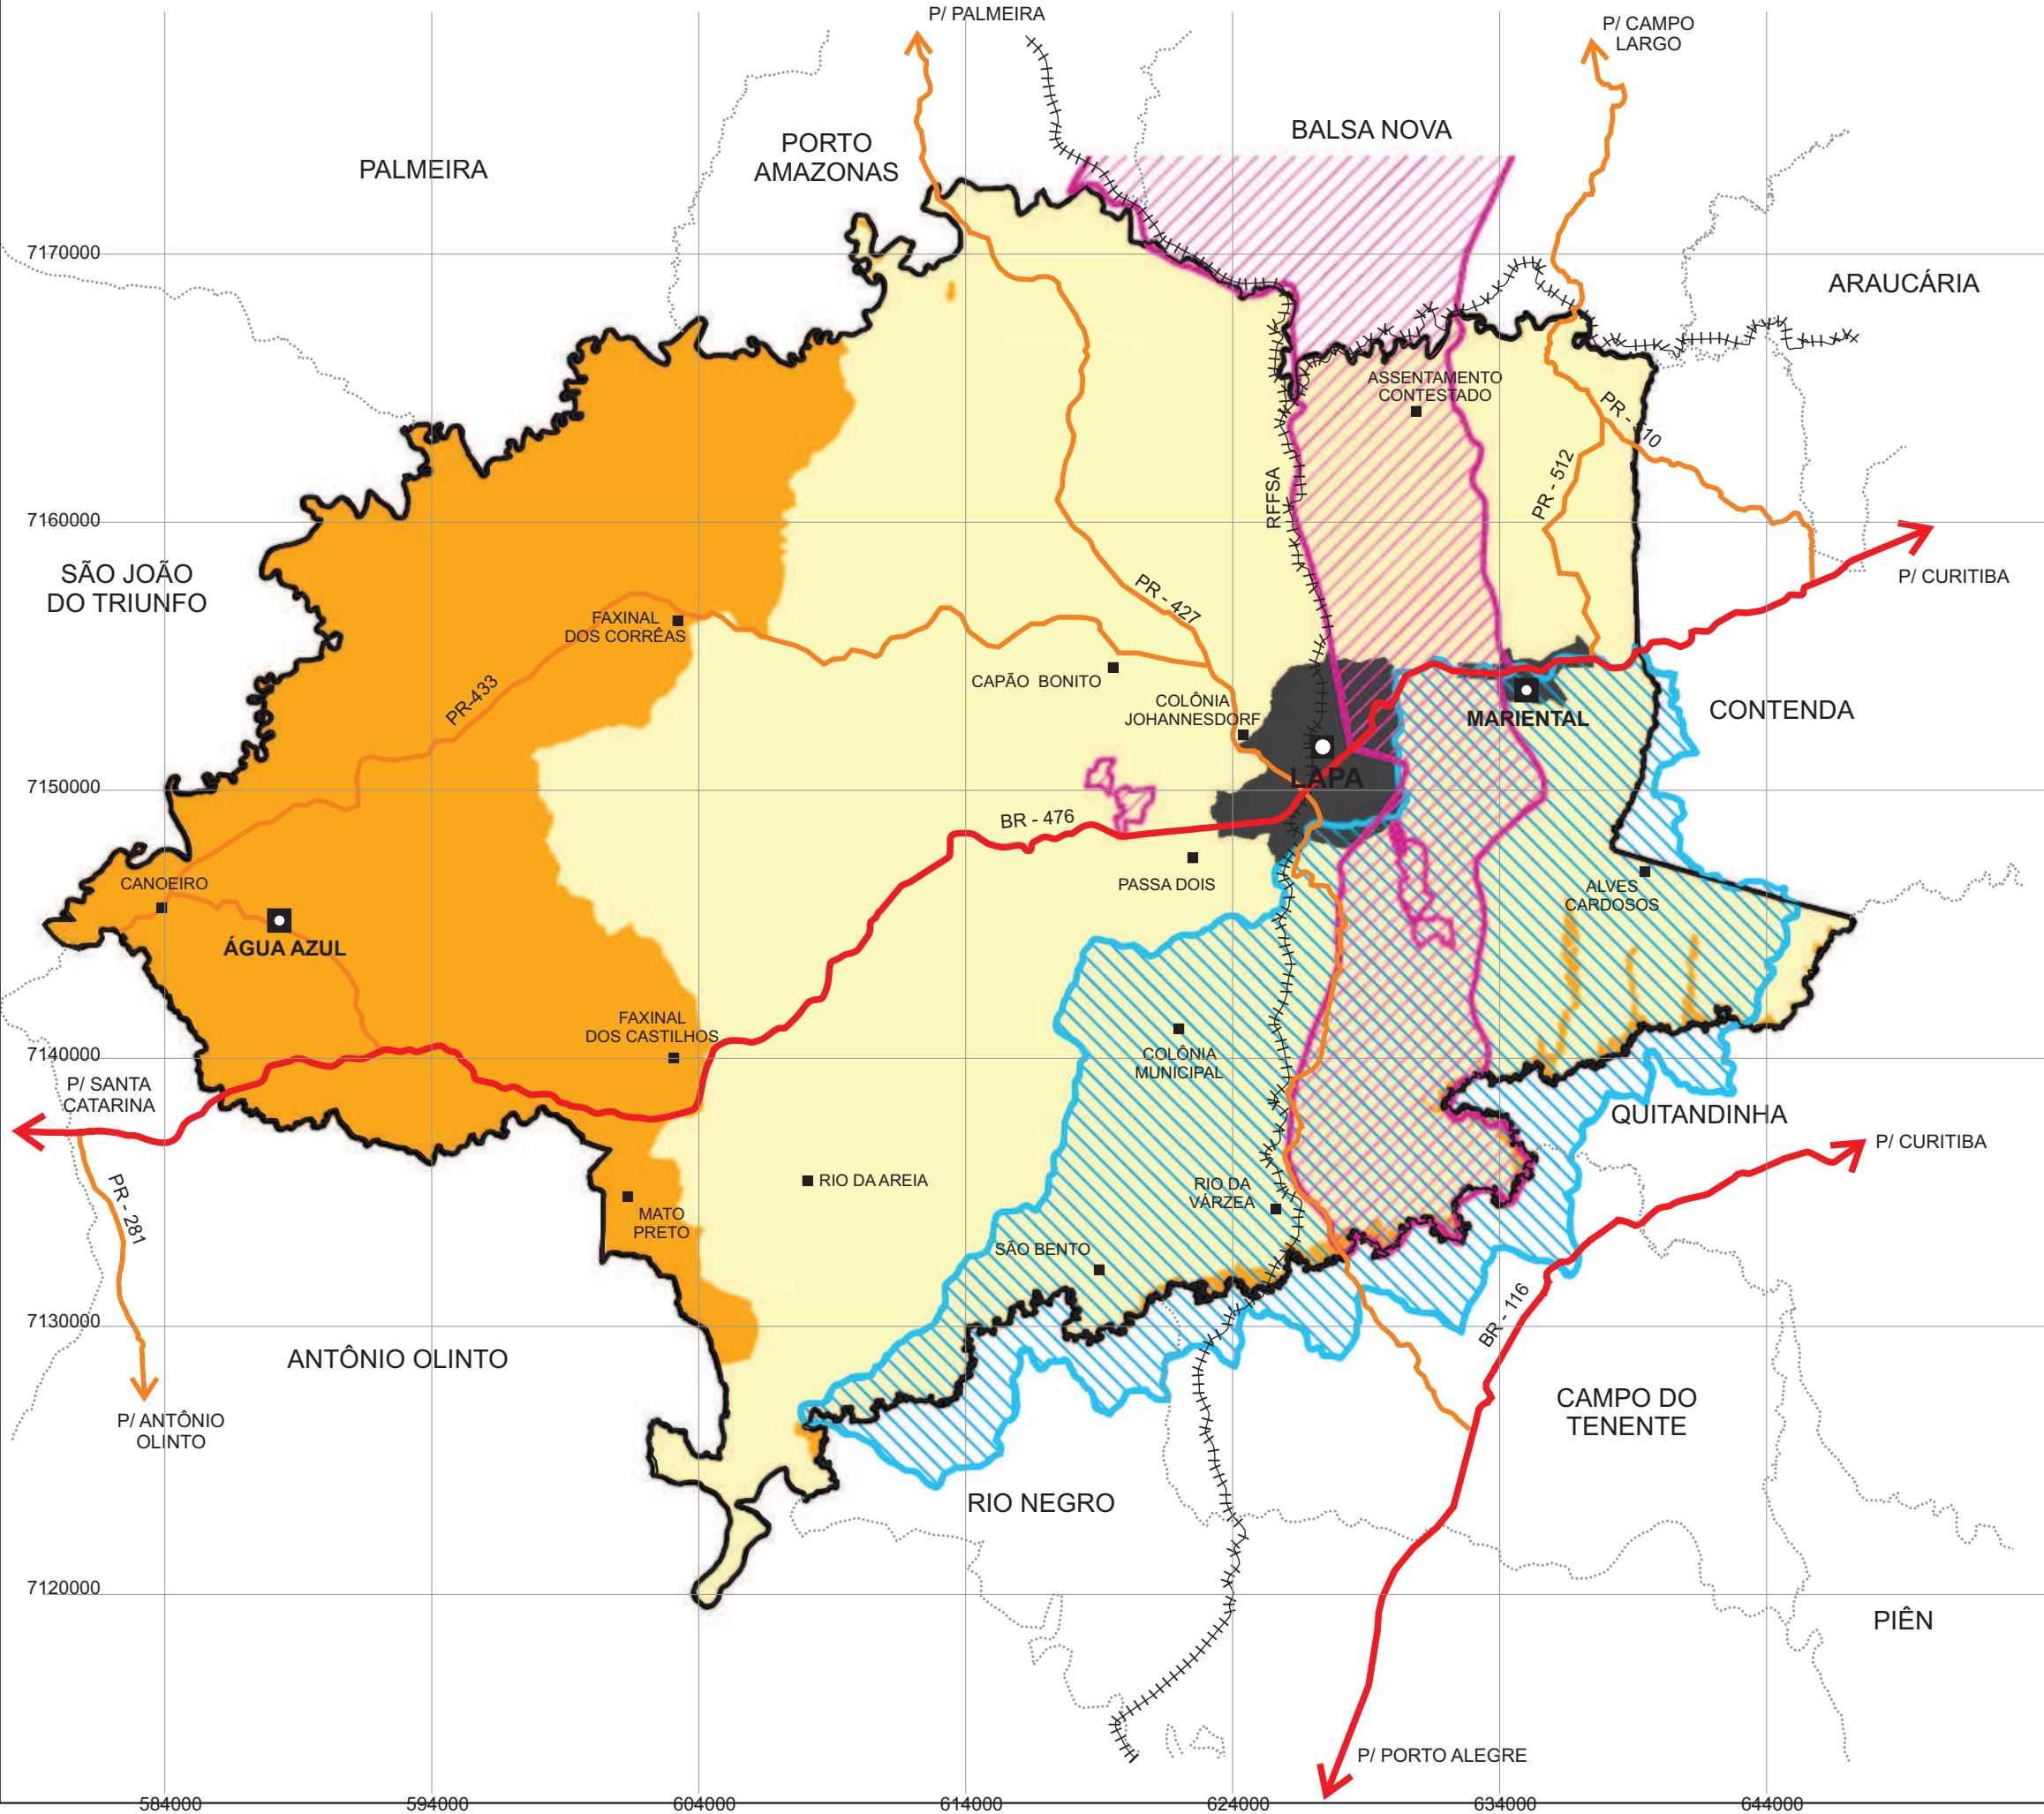 P/ PALMEIRA
P/ CAMPO
LARGO
BALSA NOVA
PORTO
AMAZONAS
PALMEIRA
7170000
ARAUCÁRIA
ASSENTAMENTO
CONTESTADO
PR - 510
PR - 512
RFFSA
7160000
SÃO JOÃO
DO TRIUNFO
P/ CURITIBA
PR - 427
FAXINAL
DOS CORRÊAS
CAPÃO BONITO
PR-433
COLÔNIA
JOHANNESDORF
MARIENTAL
CONTENDA
LAPA
7150000
BR - 476
CANOEIRO
PASSA DOIS
ALVES
CARDOSOS
ÁGUA AZUL
FAXINAL
DOS CASTILHOS
7140000
COLÔNIA
MUNICIPAL
P/ SANTA
CATARINA
QUITANDINHA
P/ CURITIBA
RIO DA AREIA
RIO DA
VÁRZEA
PR - 281
MATO
PRETO
SÃO BENTO
7130000
BR - 116
ANTÔNIO OLINTO
CAMPO DO
TENENTE
P/ ANTÔNIO
OLINTO
RIO NEGRO
7120000
PIÊN
P/ PORTO ALEGRE
584000
594000
604000
614000
624000
634000
644000